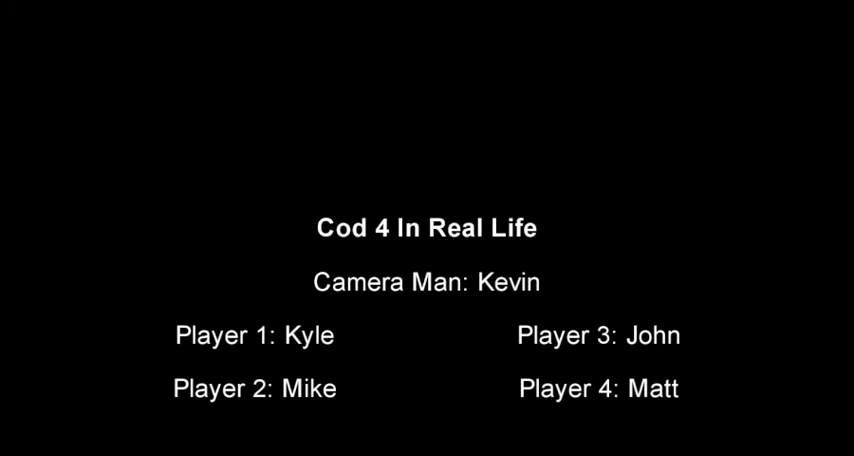 Cod 4 In Real Life
Camera Man: Kevin
Player 1: Kyle
Player 3: John
Player 2: Mike
Player 4: Matt